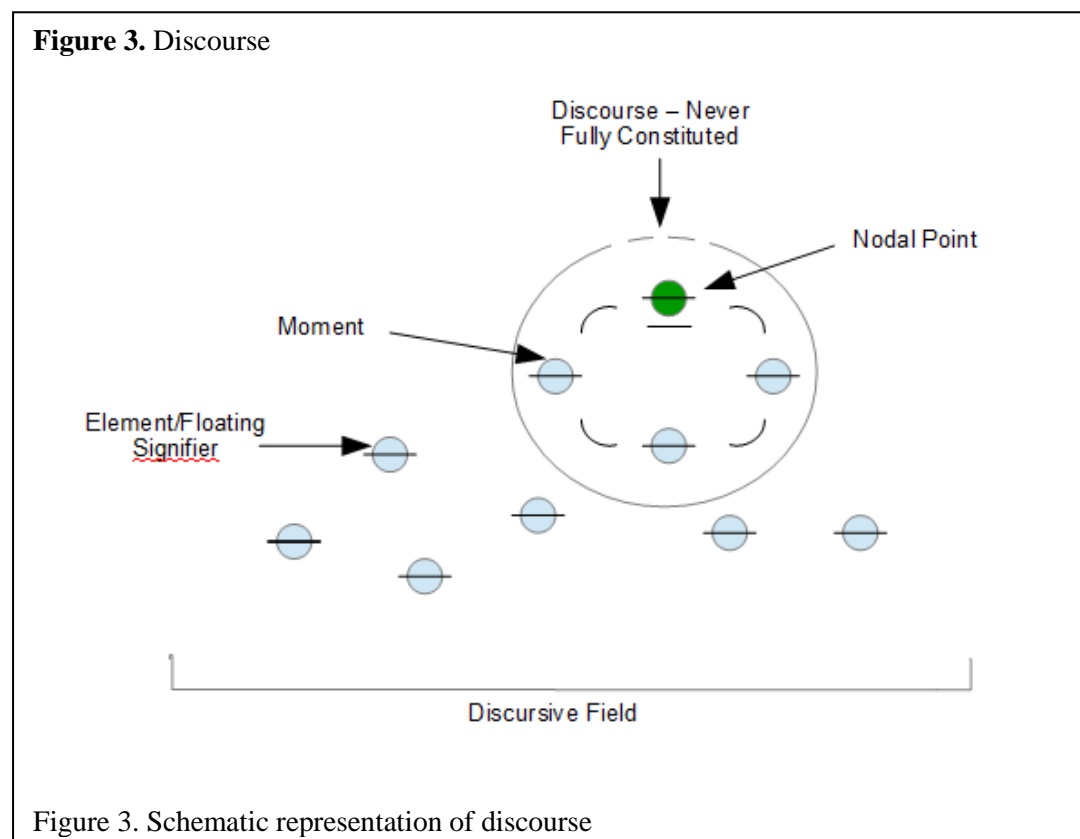 Figure 3. Discourse
Discourse – Never
Fully Constituted
Nodal Point
Moment
Element/Floating
Signifier
Discursive Field
Figure 3. Schematic representation of discourse